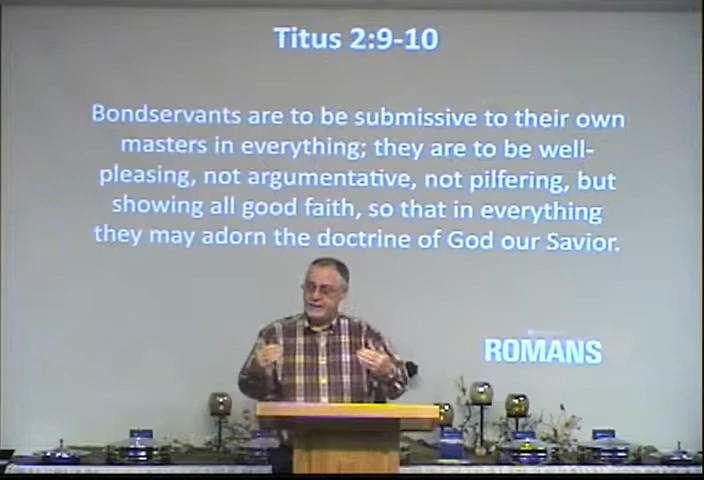 Titus 2:9-10
Bondservants are to be submissive to their own
masters in everything; they are to be well-
pleasing, not argumentative, not pilfering, but
showing all good faith, so that in everything
they may adorn the doctrine of God our Savior.
ROMANS